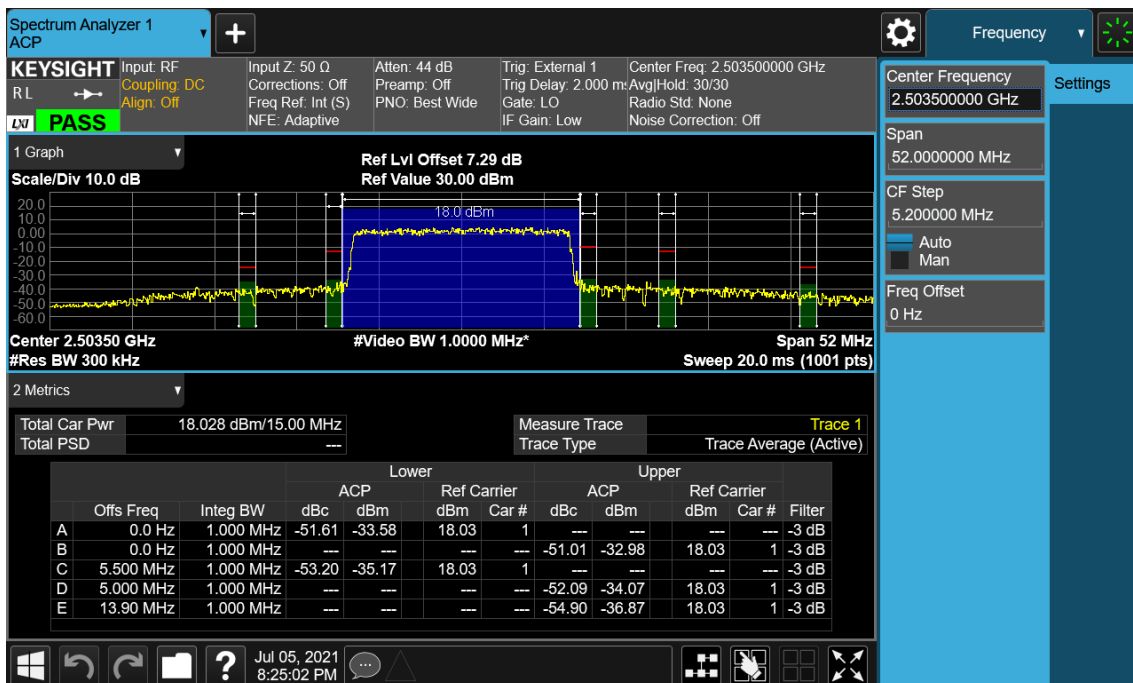 Spectrum Analyzer 1
ACP
+
Frequency
KEYSIGHT
RL
LXI
PASS
Input: RF
Coupling: DC
Align: Off
Input Z: 50 Ω
Corrections: Off
Freq Ref: Int (S)
NFE: Adaptive
Atten: 44 dB
Preamp: Off
PNO: Best Wide
Trig: External 1
Trig Delay: 2.000 ms
Gate: LO
IF Gain: Low
Center Freq: 2.503500000 GHz
Avg|Hold: 30/30
Radio Std: None
Noise Correction: Off
Center Frequency
2.503500000 GHz
Settings
Span
52.0000000 MHz
CF Step
5.200000 MHz
Auto
Man
Freq Offset
0 Hz
1 Graph
Ref Lvl Offset 7.29 dB
Scale/Div 10.0 dB
Ref Value 30.00 dBm
18.0 dBm
20.0
10.0
0.00
-10.0
-20.0
-30.0
-40.0
-50.0
-60.0
Center 2.50350 GHz
#Video BW 1.0000 MHz*
Span 52 MHz
#Res BW 300 kHz
Sweep 20.0 ms (1001 pts)
2 Metrics
Total Car Pwr 18.028 dBm/15.00 MHz
Total PSD ---
Measure Trace Trace 1
Trace Type Trace Average (Active)
Lower Upper
ACP Ref Carrier ACP Ref Carrier
Offs Freq Integ BW dBc dBm dBm Car # dBc dBm dBm Car # Filter
A 0.0 Hz 1.000 MHz -51.61 -33.58 18.03 1 --- --- --- --- -3 dB
B 0.0 Hz 1.000 MHz --- --- --- --- -51.01 -32.98 18.03 1 -3 dB
C 5.500 MHz 1.000 MHz -53.20 -35.17 18.03 1 --- --- --- --- -3 dB
D 5.000 MHz 1.000 MHz --- --- --- --- -52.09 -34.07 18.03 1 -3 dB
E 13.90 MHz 1.000 MHz --- --- --- --- -54.90 -36.87 18.03 1 -3 dB
?
Jul 05, 2021
8:25:02 PM